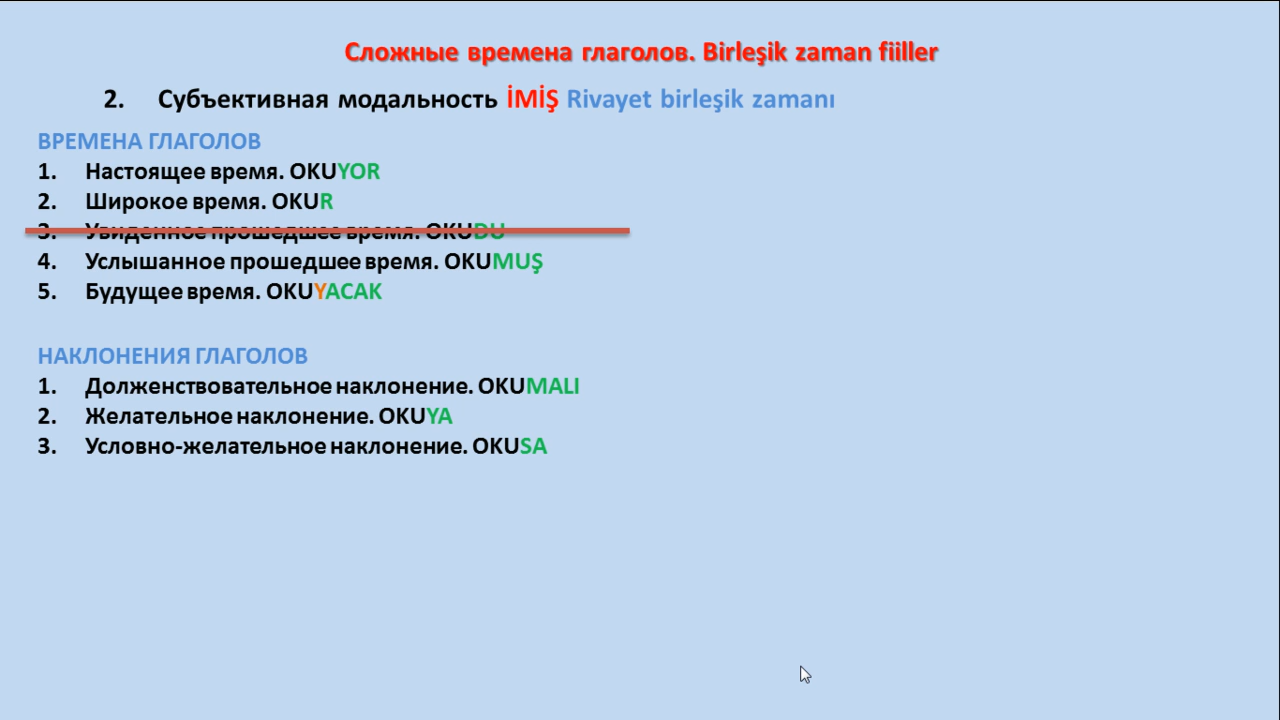 Сложные времена глаголов. Birleşik zaman fiiller
2. Субъективная модальность İMİŞ Rivayet birleşik zamanı
ВРЕМЕНА ГЛАГОЛОВ
1. Настоящее время. OKUYOR
2. Широкое время. OKUR
3. Увиденное прошедшее время. OKUDU
4. Услышанное прошедшее время. OKUMUŞ
5. Будущее время. OKUYACAK
НАКЛОНЕНИЯ ГЛАГОЛОВ
1. Долженствовательное наклонение. OKUMALI
2. Желательное наклонение. OKUYA
3. Условно-желательное наклонение. OKUSA